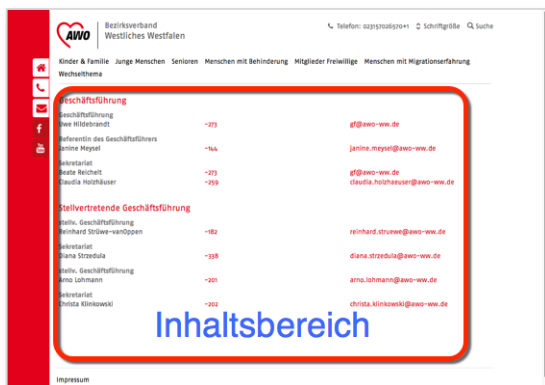 AWO
Bezirksverband
Westliches Westfalen
Telefon: 02315702657o+1 Schriftgröße Suche
Kinder & Familie Junge Menschen Senioren Menschen mit Behinderung Mitglieder Freiwillige Menschen mit Migrationserfahrung
Wechselthema
Geschäftsführung
Geschäftsführung
Uwe Hildebrandt -273 gf@awo-ww.de
Referentin des Geschäftsführers
Janine Meysel -144 janine.meysel@awo-ww.de
Sekretariat
Beate Reichelt -273 gf@awo-ww.de
Claudia Holzhäuser -259 claudia.holzhaeuser@awo-ww.de
Stellvertretende Geschäftsführung
stellv. Geschäftsführung
Reinhard Strüwe-vanOppen -182 reinhard.struewe@awo-ww.de
Sekretariat
Diana Strzedula -338 diana.strzedula@awo-ww.de
stellv. Geschäftsführung
Arno Lohmann -201 arno.lohmann@awo-ww.de
Sekretariat
Christa Klinkowski -202 christa.klinkowski@awo-ww.de
Inhaltsbereich
Impressum